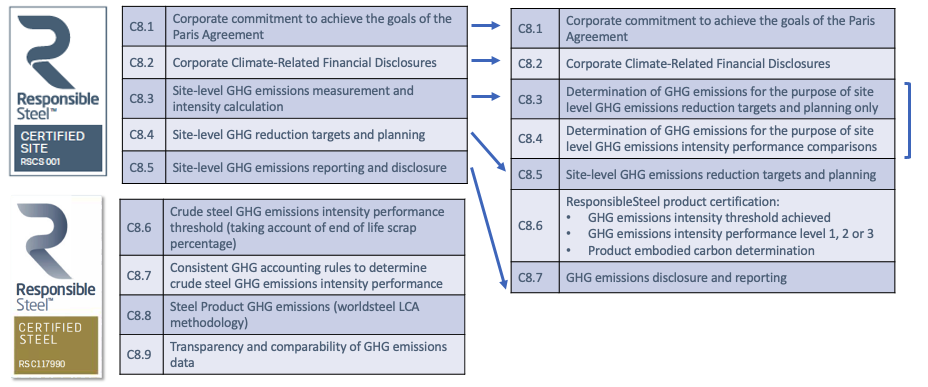 Responsible
Steel™
CERTIFIED
SITE
RSCS 001
C8.1 Corporate commitment to achieve the goals of the
Paris Agreement
C8.2 Corporate Climate-Related Financial Disclosures
C8.3 Site-level GHG emissions measurement and
intensity calculation
C8.4 Site-level GHG reduction targets and planning
C8.5 Site-level GHG emissions reporting and disclosure
Responsible
Steel™
CERTIFIED
STEEL
RSC117990
C8.6 Crude steel GHG emissions intensity performance
threshold (taking account of end of life scrap
percentage)
C8.7 Consistent GHG accounting rules to determine
crude steel GHG emissions intensity performance
C8.8 Steel Product GHG emissions (worldsteel LCA
methodology)
C8.9 Transparency and comparability of GHG emissions
data
C8.1 Corporate commitment to achieve the goals of the Paris
Agreement
C8.2 Corporate Climate-Related Financial Disclosures
C8.3 Determination of GHG emissions for the purpose of site
level GHG emissions reduction targets and planning only
C8.4 Determination of GHG emissions for the purpose of site
level GHG emissions intensity performance comparisons
C8.5 Site-level GHG emissions reduction targets and planning
C8.6 ResponsibleSteel product certification:
• GHG emissions intensity threshold achieved
• GHG emissions intensity performance level 1, 2 or 3
• Product embodied carbon determination
C8.7 GHG emissions disclosure and reporting